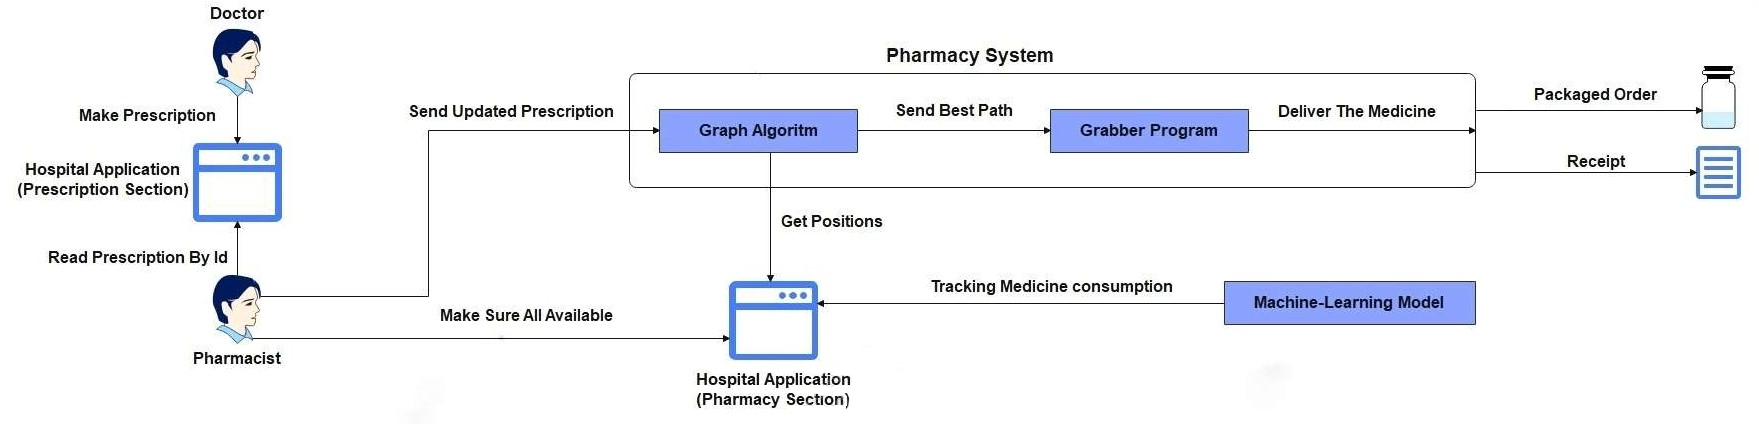 Doctor
Pharmacy System
Make Prescription
Send Updated Prescription
Graph Algoritm
Send Best Path
Grabber Program
Deliver The Medicine
Packaged Order
Receipt
Hospital Application
(Prescription Section)
Get Positions
Read Prescription By Id
Tracking Medicine consumption
Machine-Learning Model
Make Sure All Available
Pharmacist
Hospital Application
(Pharmacy Section)